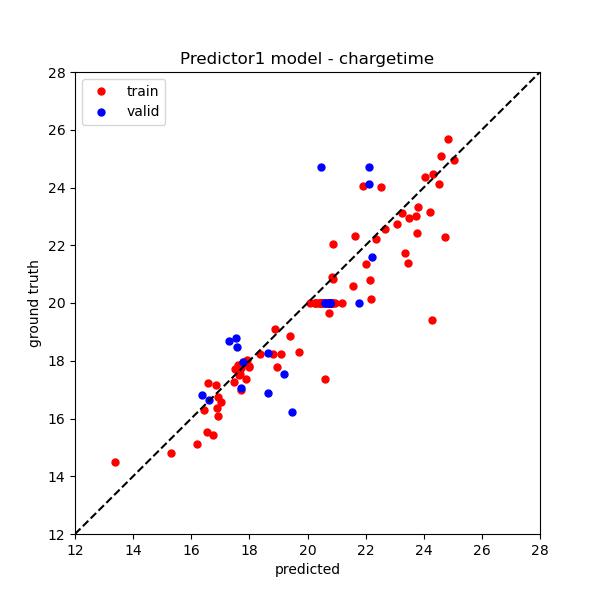 Predictor1 model - chargetime
train
valid
28
26
24
22
20
18
16
14
12
ground truth
12 14 16 18 20 22 24 26 28
predicted